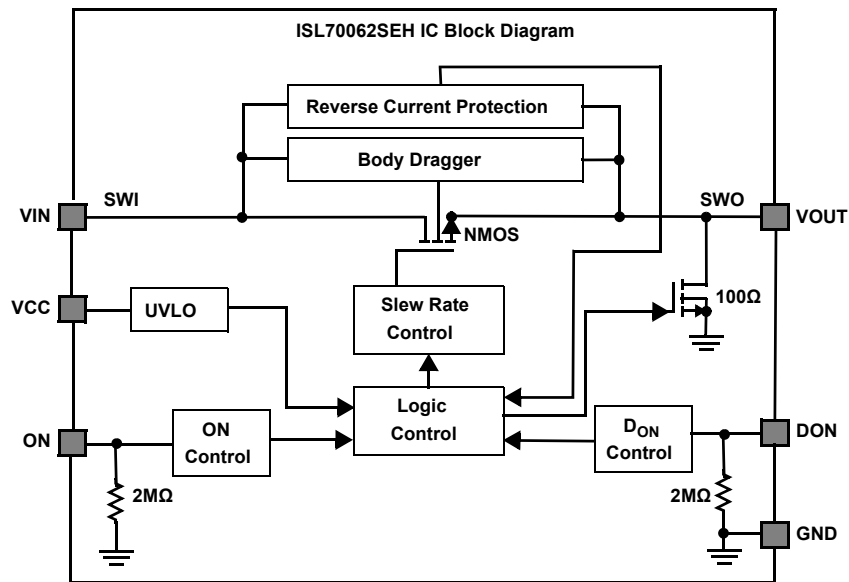 ISL70062SEH IC Block Diagram
Reverse Current Protection
Body Dragger
SWI
SWO
VIN
VOUT
NMOS
VCC
UVLO
Slew Rate
Control
100Ω
ON
ON
Control
Logic
Control
DON
Control
DON
2MΩ
2MΩ
GND